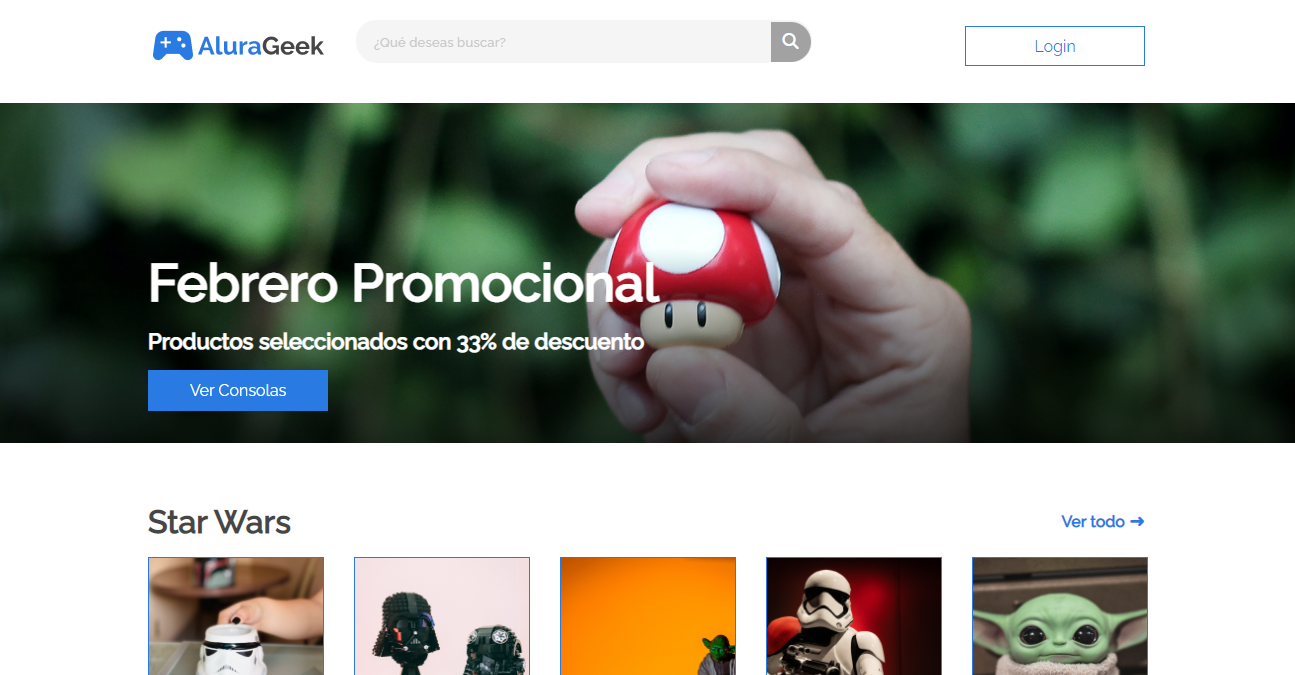 AluraGeek
¿Qué deseas buscar?
Login
Febrero Promocional
Productos seleccionados con 33% de descuento
Ver Consolas
Star Wars
Ver todo ➜